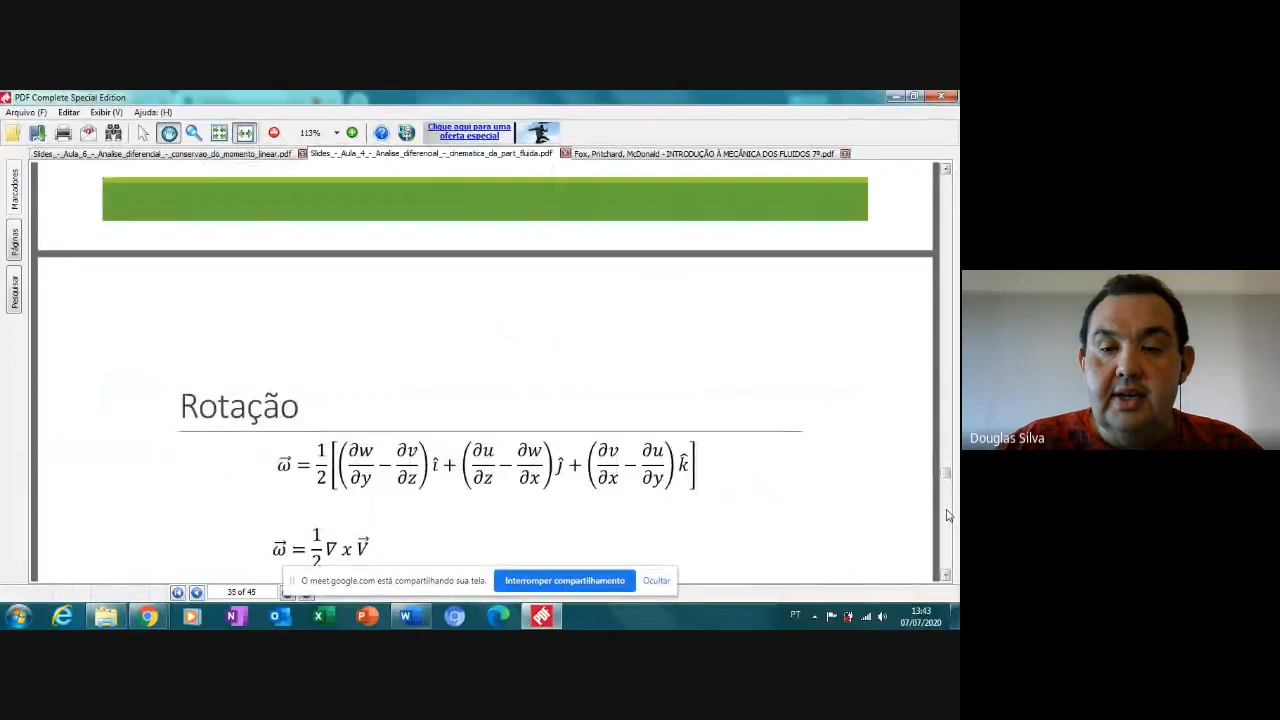 PDF Complete Special Edition
Arquivo (F) Editar Exibir (V) Ajuda: (H)
113% Clique aqui para uma
oferta especial
Slides_-_Aula_6_-_Analise_diferencial_-_conservao_do_momento_linear.pdf Slides_-_Aula_4_-_Analise_diferencial_-_cinematica_da_part_fluida.pdf Fox, Pritchard, McDonald - INTRODUÇÃO À MECÂNICA DOS FLUIDOS 7ª.pdf
Marcadores
Páginas
Pesquisar
Rotação
ω⃗ = 1/2 [(∂w/∂y − ∂v/∂z) î + (∂u/∂z − ∂w/∂x) ĵ + (∂v/∂x − ∂u/∂y) k̂]
ω⃗ = 1/2 ∇ x V⃗
O meet.google.com está compartilhando sua tela. Interromper compartilhamento Ocultar
35 of 45
PT 13:43
07/07/2020
Douglas Silva